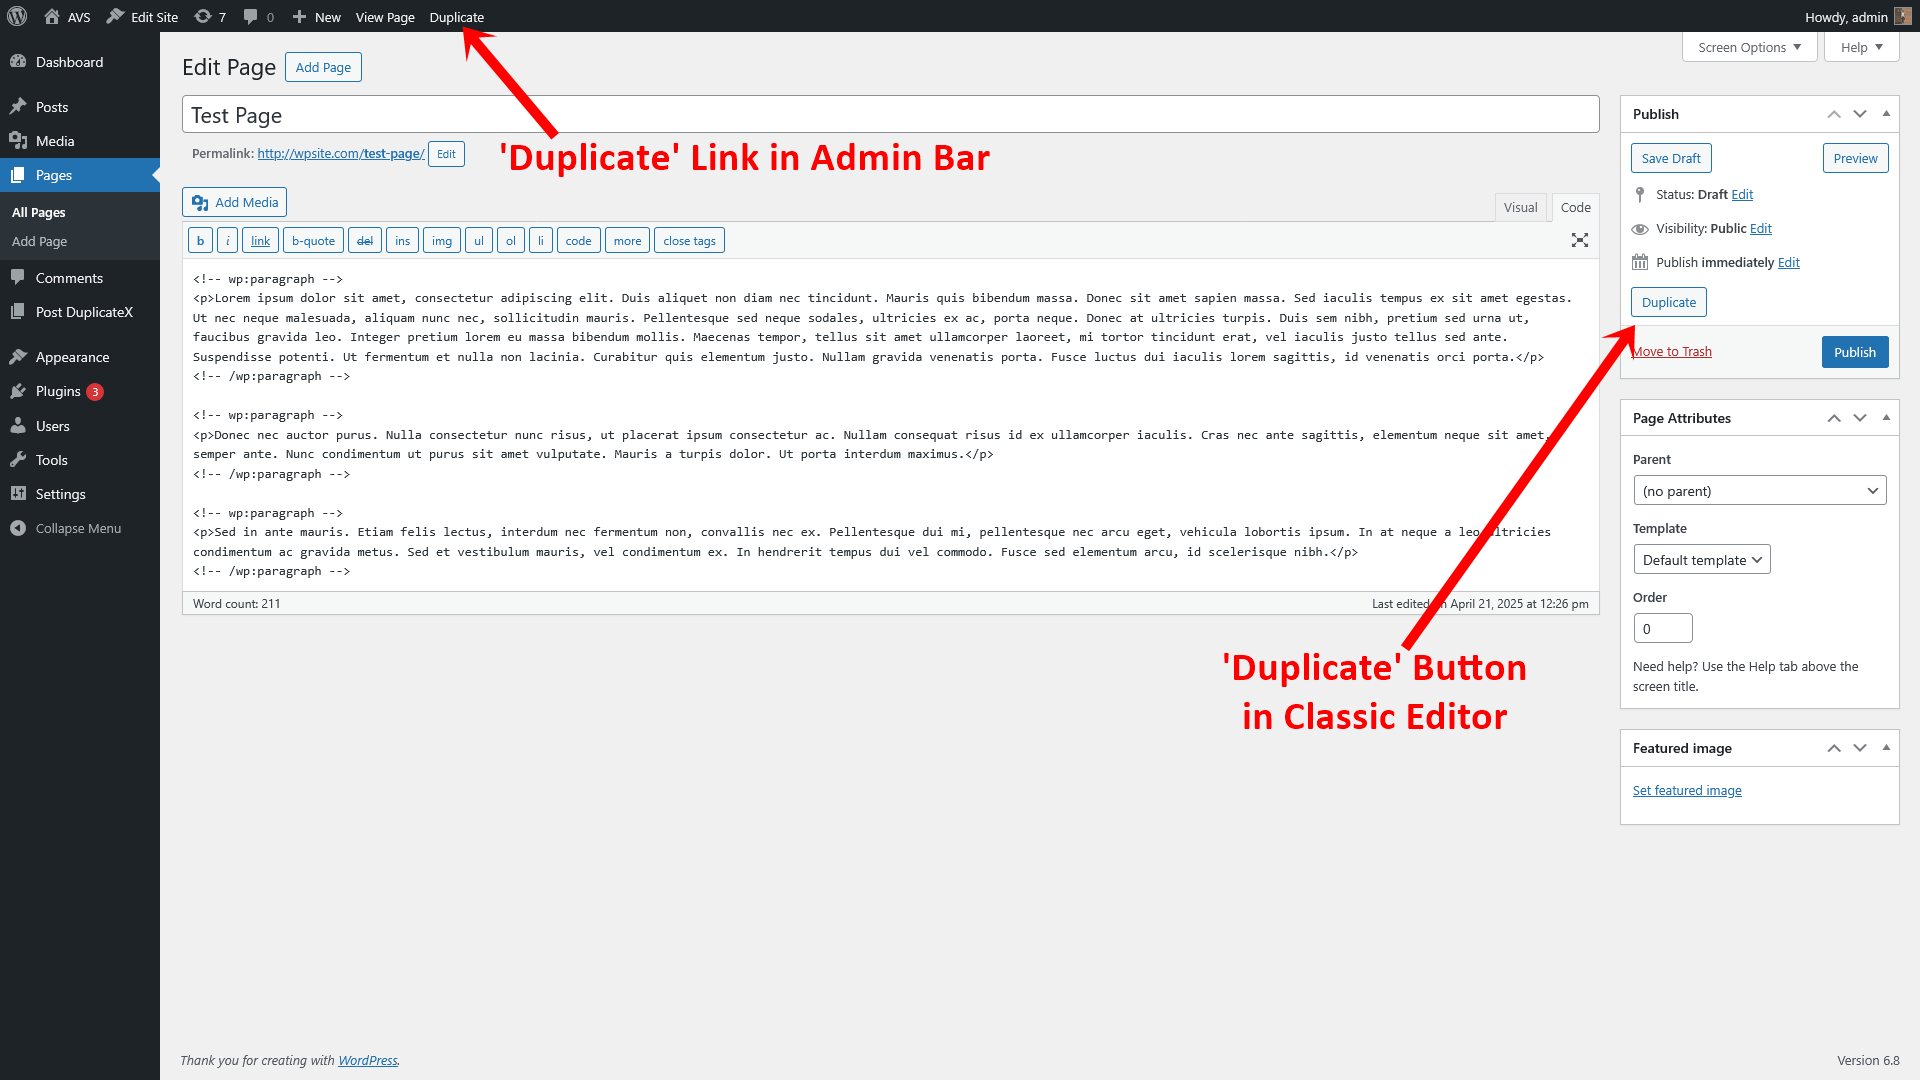 AVS Edit Site 7 0 New View Page Duplicate Howdy, admin
Dashboard
Posts
Media
Pages
All Pages
Add Page
Comments
Post DuplicateX
Appearance
Plugins 3
Users
Tools
Settings
Collapse Menu
Screen Options Help
Edit Page Add Page
Test Page
Permalink: http://wpsite.com/test-page/ Edit
'Duplicate' Link in Admin Bar
Add Media
Visual Code
b i link b-quote del ins img ul ol li code more close tags
<!-- wp:paragraph -->
<p>Lorem ipsum dolor sit amet, consectetur adipiscing elit. Duis aliquet non diam nec tincidunt. Mauris quis bibendum massa. Donec sit amet sapien massa. Sed iaculis tempus ex sit amet egestas.
Ut nec neque malesuada, aliquam nunc nec, sollicitudin mauris. Pellentesque sed neque sodales, ultricies ex ac, porta neque. Donec at ultricies turpis. Duis sem nibh, pretium sed urna ut,
faucibus gravida leo. Integer pretium lorem eu massa bibendum mollis. Maecenas tempor, tellus sit amet ullamcorper laoreet, mi tortor tincidunt erat, vel iaculis justo tellus sed ante.
Suspendisse potenti. Ut fermentum et nulla non lacinia. Curabitur quis elementum justo. Nullam gravida venenatis porta. Fusce luctus dui iaculis lorem sagittis, id venenatis orci porta.</p>
<!-- /wp:paragraph -->
<!-- wp:paragraph -->
<p>Donec nec auctor purus. Nulla consectetur nunc risus, ut placerat ipsum consectetur ac. Nullam consequat risus id ex ullamcorper iaculis. Cras nec ante sagittis, elementum neque sit amet,
semper ante. Nunc condimentum ut purus sit amet vulputate. Mauris a turpis dolor. Ut porta interdum maximus.</p>
<!-- /wp:paragraph -->
<!-- wp:paragraph -->
<p>Sed in ante mauris. Etiam felis lectus, interdum nec fermentum non, convallis nec ex. Pellentesque dui mi, pellentesque nec arcu eget, vehicula lobortis ipsum. In at neque a leo ultricies
condimentum ac gravida metus. Sed et vestibulum mauris, vel condimentum ex. In hendrerit tempus dui vel commodo. Fusce sed elementum arcu, id scelerisque nibh.</p>
<!-- /wp:paragraph -->
Word count: 211 Last edited on April 21, 2025 at 12:26 pm
'Duplicate' Button
in Classic Editor
Publish
Save Draft Preview
Status: Draft Edit
Visibility: Public Edit
Publish immediately Edit
Duplicate
Move to Trash Publish
Page Attributes
Parent
(no parent)
Template
Default template
Order
0
Need help? Use the Help tab above the
screen title.
Featured image
Set featured image
Thank you for creating with WordPress. Version 6.8